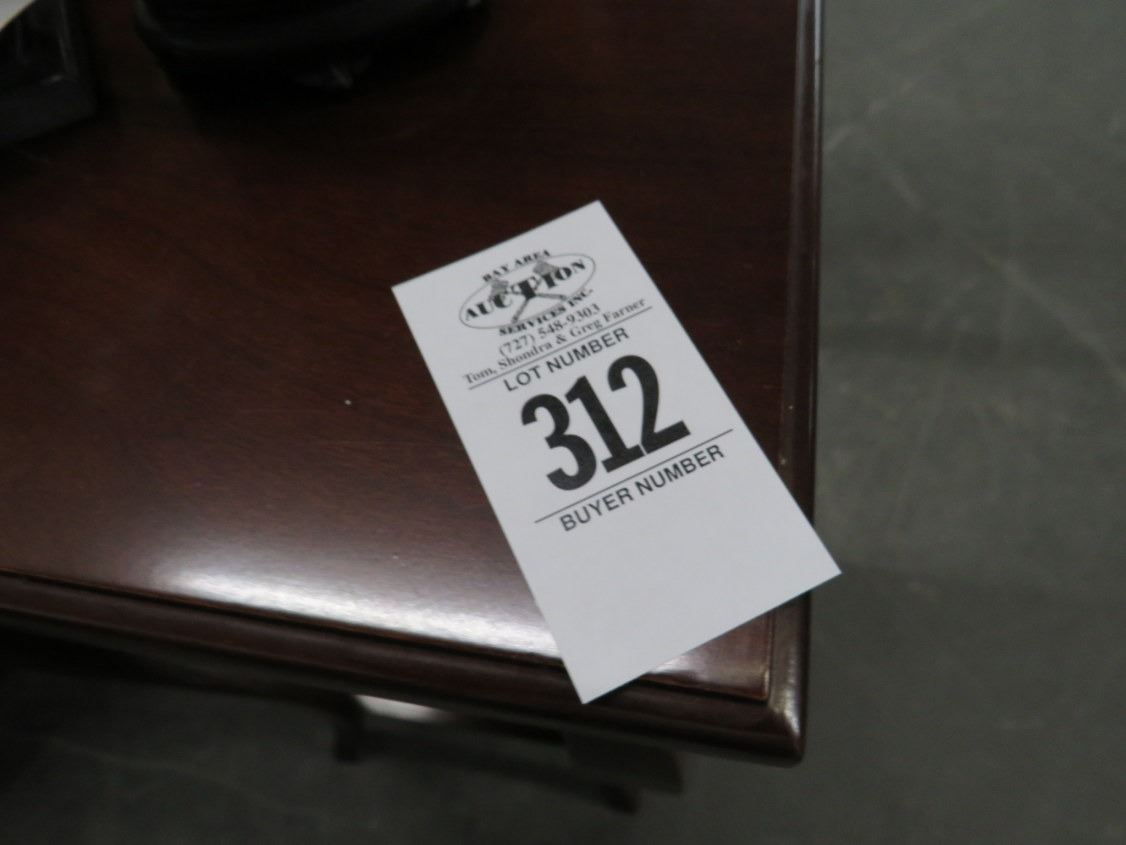 BAY AREA
AUCTION
SERVICES INC.
(727) 548-9303
Tom, Shondra & Greg Farner
LOT NUMBER
312
BUYER NUMBER